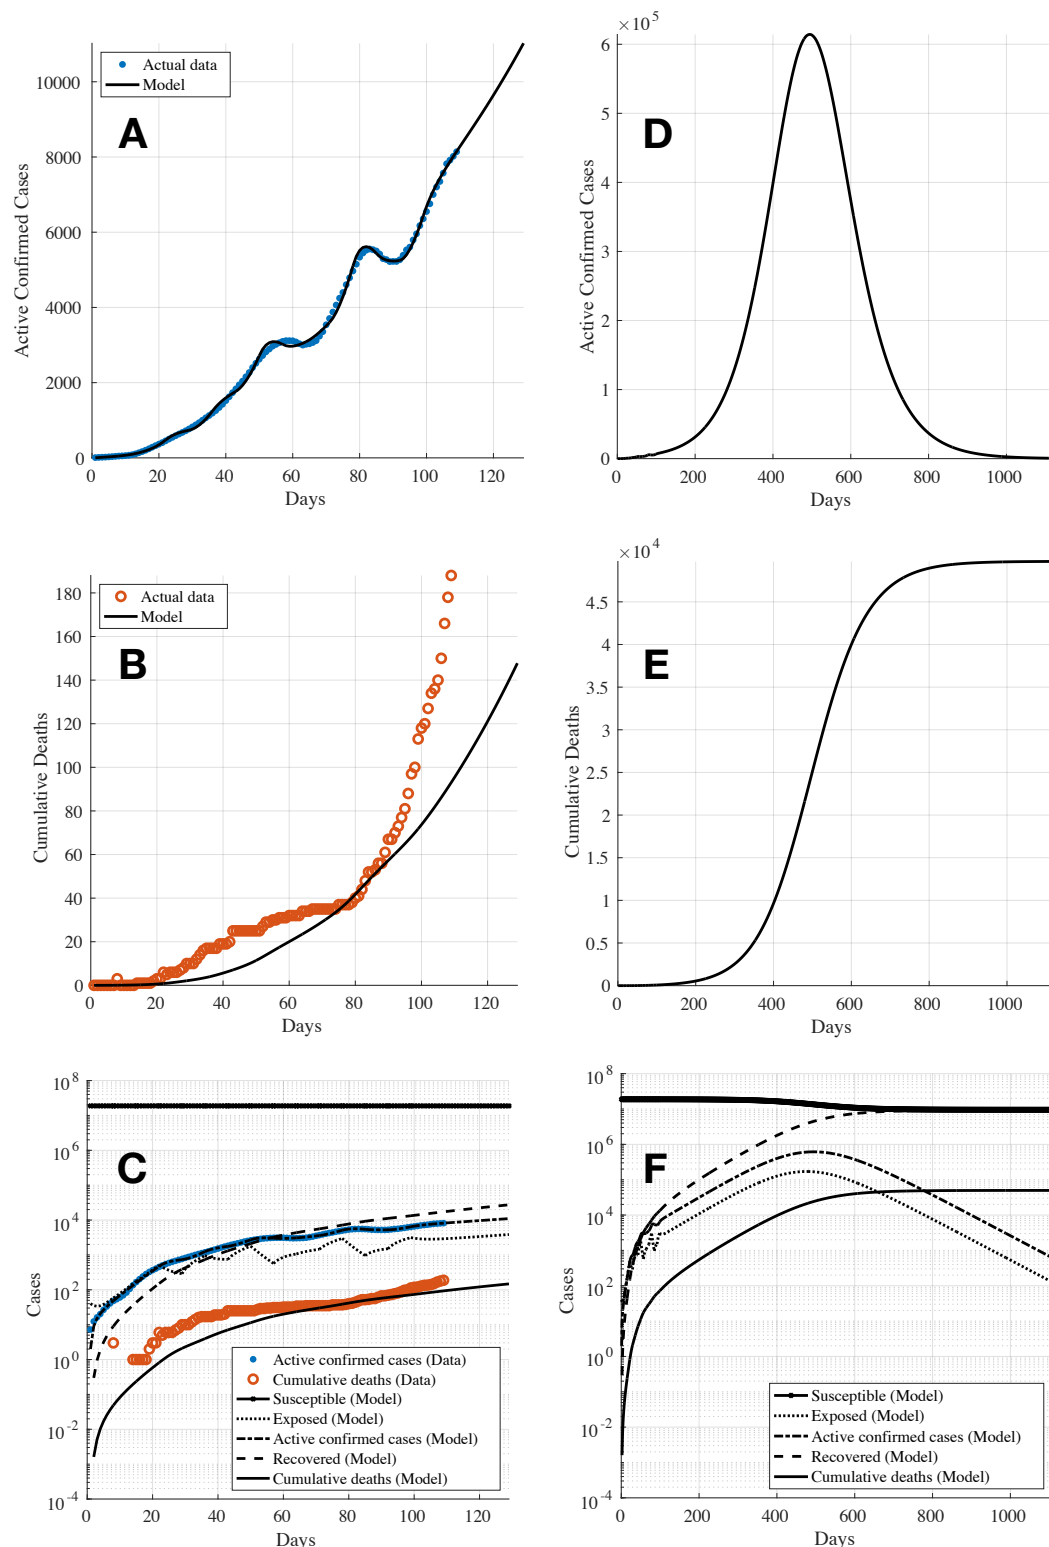 A
Actual data
Model
Active Confirmed Cases
10000
8000
6000
4000
2000
0
0 20 40 60 80 100 120
Days
D
×10^5
Active Confirmed Cases
6
5
4
3
2
1
0
0 200 400 600 800 1000
Days
B
Actual data
Model
Cumulative Deaths
180
160
140
120
100
80
60
40
20
0
0 20 40 60 80 100 120
Days
E
×10^4
Cumulative Deaths
4.5
4
3.5
3
2.5
2
1.5
1
0.5
0
0 200 400 600 800 1000
Days
C
Cases
10^8
10^6
10^4
10^2
10^0
10^-2
10^-4
Active confirmed cases (Data)
Cumulative deaths (Data)
Susceptible (Model)
Exposed (Model)
Active confirmed cases (Model)
Recovered (Model)
Cumulative deaths (Model)
0 20 40 60 80 100 120
Days
F
Cases
10^8
10^6
10^4
10^2
10^0
10^-2
10^-4
Susceptible (Model)
Exposed (Model)
Active confirmed cases (Model)
Recovered (Model)
Cumulative deaths (Model)
0 200 400 600 800 1000
Days